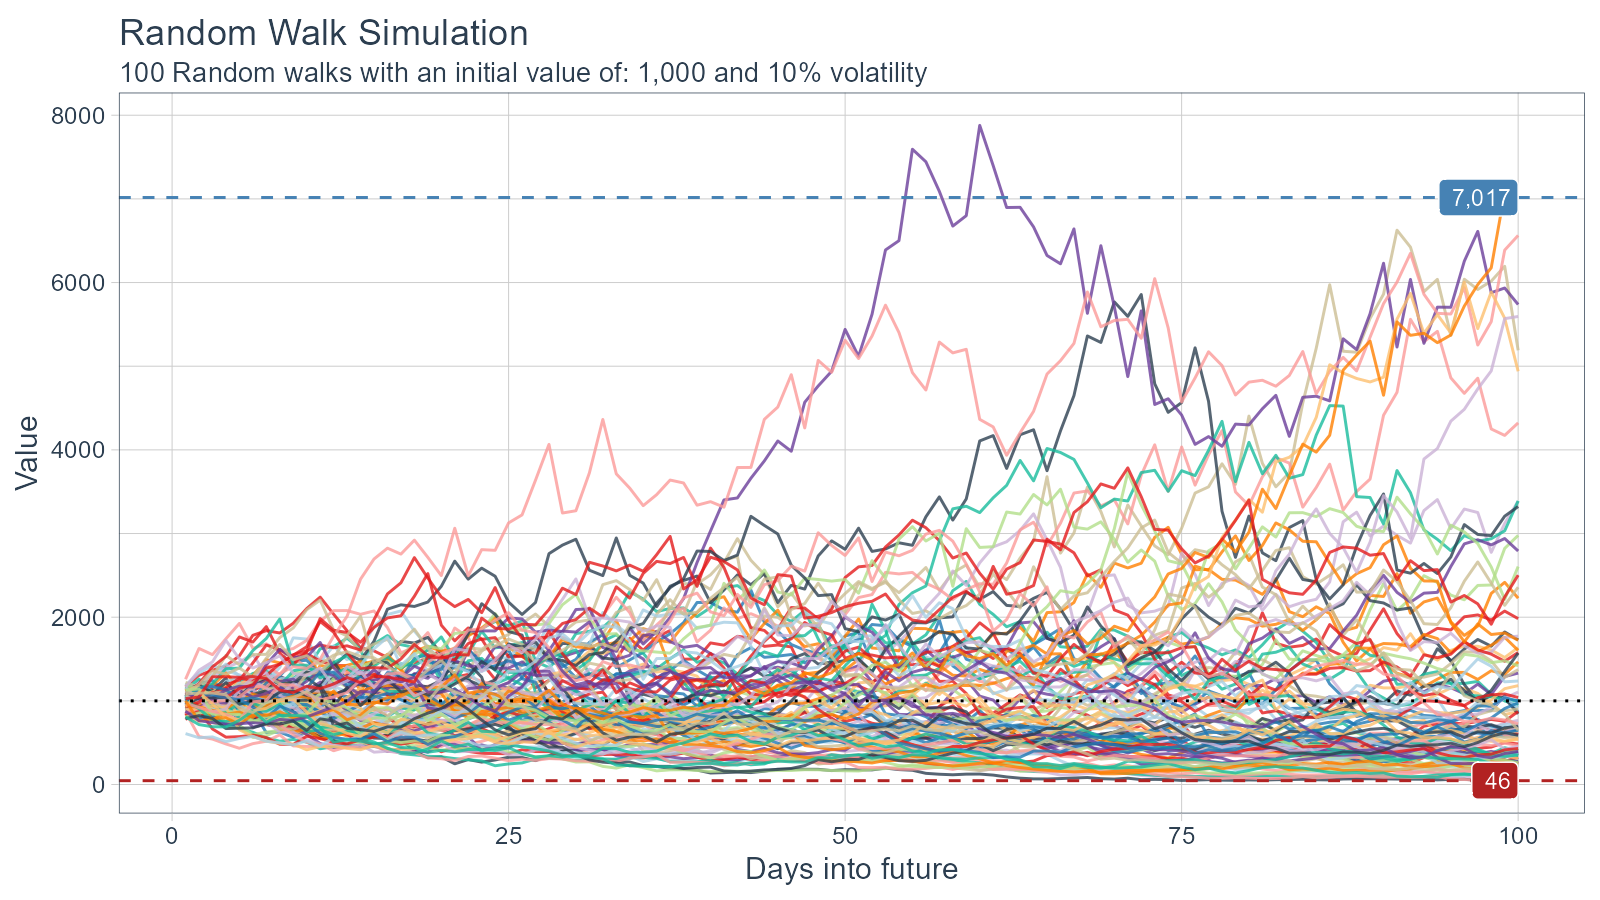 Random Walk Simulation
100 Random walks with an initial value of: 1,000 and 10% volatility
8000
7,017
6000
4000
2000
0
46
Value
0 25 50 75 100
Days into future